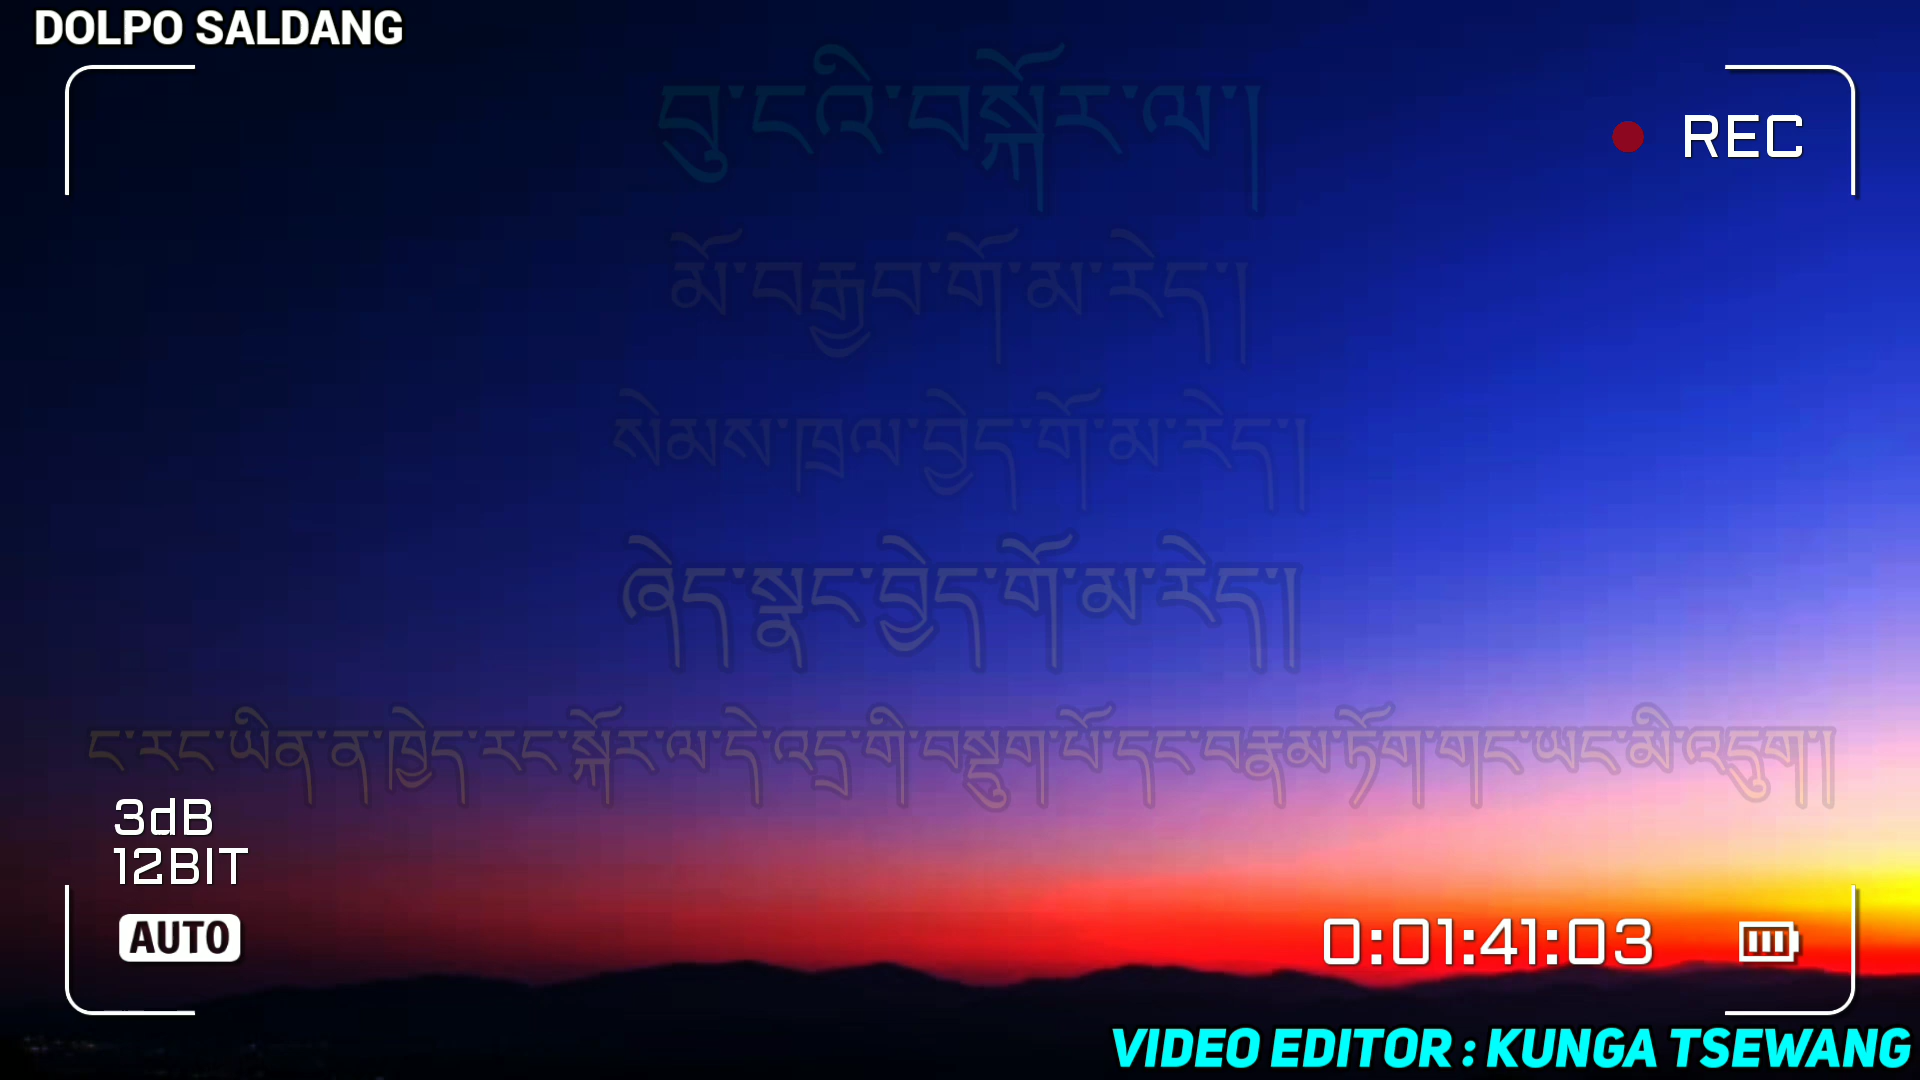 DOLPO SALDANG
REC
བུ་ངའི་བསྐོར་ལ་།
མོ་བརྒྱབ་གོ་མ་རེད་།
སེམས་ཁྲལ་བྱེད་གོ་མ་རེད་།
ཞེད་སྣང་བྱེད་གོ་མ་རེད་།
ང་རང་ཡིན་ན་ཁྱེད་རང་སྐོར་ལ་དེ་འདྲ་གི་བསྡུག་པོ་དང་བརྣམ་ཏོག་གང་ཡང་མི་འདུག།
3dB
12BIT
AUTO
0:01:41:03
VIDEO EDITOR : KUNGA TSEWANG